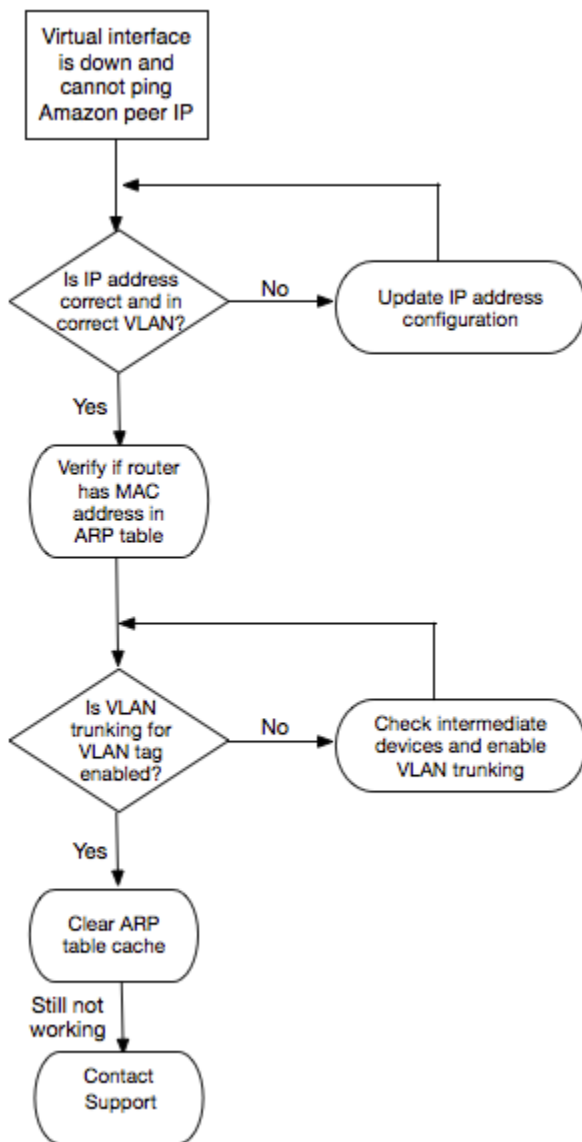 Virtual interface
is down and
cannot ping
Amazon peer IP
Is IP address
correct and in
correct VLAN?
No
Update IP address
configuration
Yes
Verify if router
has MAC
address in
ARP table
Is VLAN
trunking for
VLAN tag
enabled?
No
Check intermediate
devices and enable
VLAN trunking
Yes
Clear ARP
table cache
Still not
working
Contact
Support